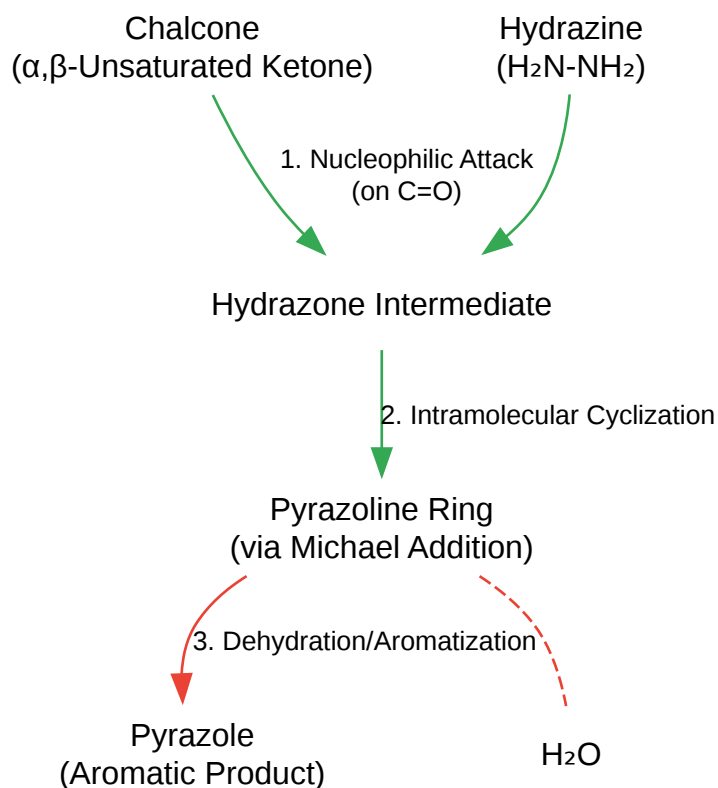 Chalcone
(α,β-Unsaturated Ketone)
Hydrazine
(H₂N-NH₂)
1. Nucleophilic Attack
(on C=O)
Hydrazone Intermediate
2. Intramolecular Cyclization
Pyrazoline Ring
(via Michael Addition)
3. Dehydration/Aromatization
Pyrazole
(Aromatic Product)
H₂O